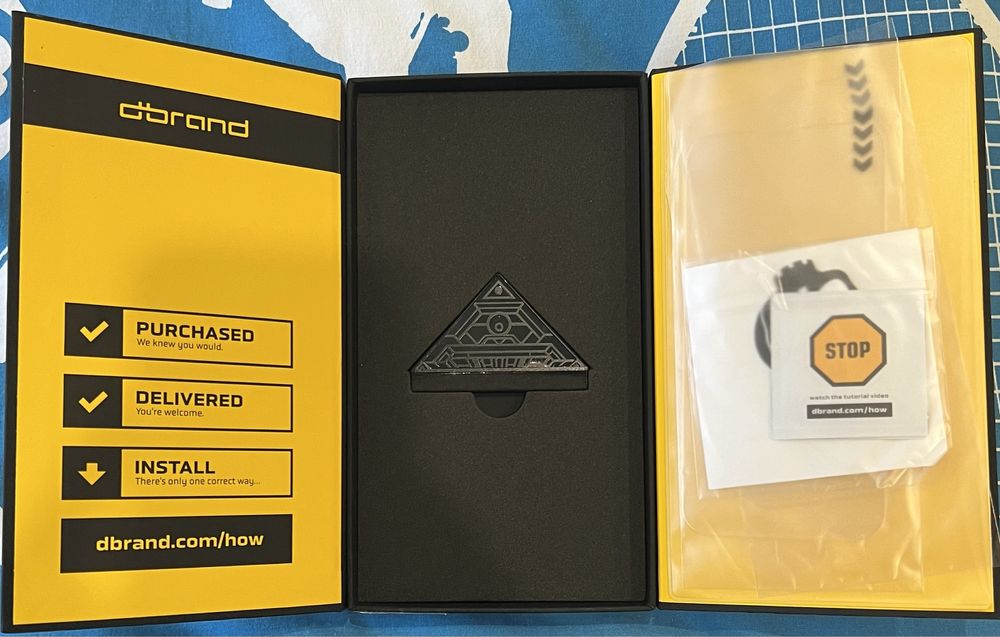 dbrand
PURCHASED
We knew you would.
DELIVERED
You're welcome.
INSTALL
There's only one correct way...
dbrand.com/how
STOP
watch the tutorial video
dbrand.com/how